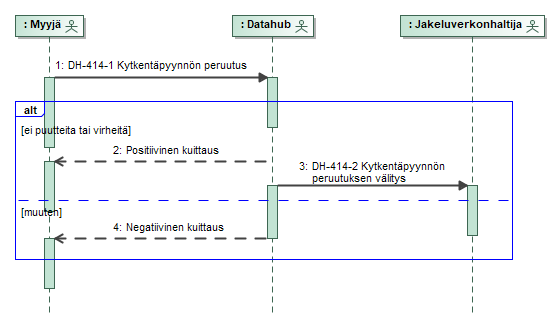 : Myyjä
: Datahub
: Jakeluverkonhaltija
1: DH-414-1 Kytkentäpyynnön peruutus
alt
[ei puutteita tai virheitä]
2: Positiivinen kuittaus
3: DH-414-2 Kytkentäpyynnön
peruutuksen välitys
[muuten]
4: Negatiivinen kuittaus